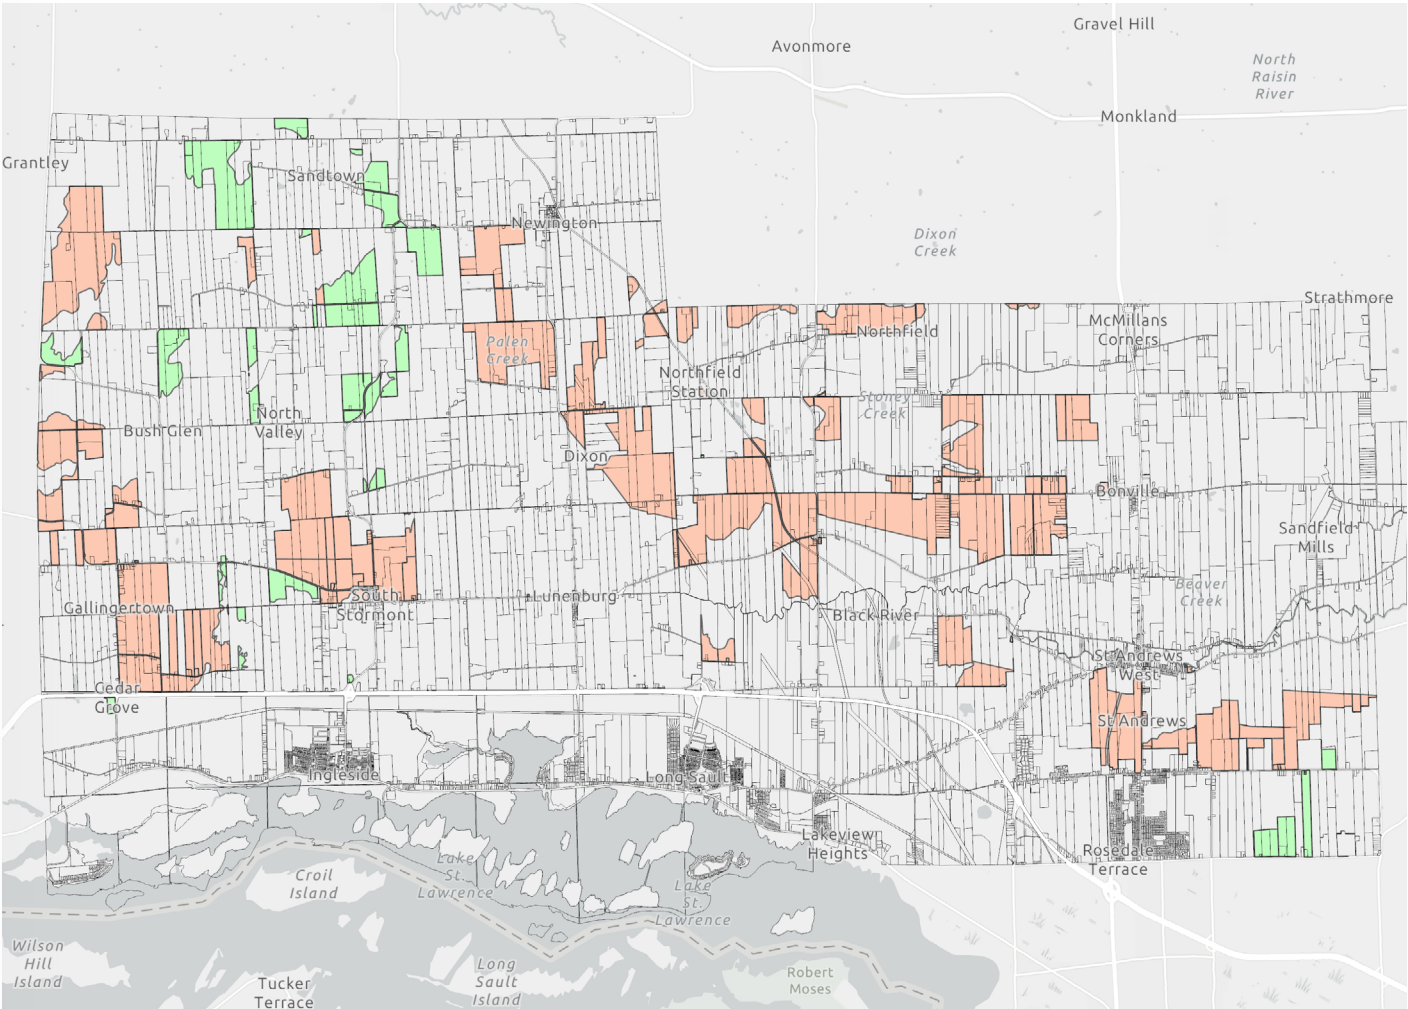 Gravel Hill
Avonmore
North
Raisin
River
Monkland
Grantley
Sandtown
Newington
Dixon
Creek
Strathmore
McMillans
Corners
Northfield
Palen
Creek
Northfield
Station
Stoney
Creek
North
Valley
Bush Glen
Dixon
Bonville
Sandfield
Mills
Beaver
Creek
Gallingertown
South
Stormont
Lunenburg
Black River
St Andrews
West
Cedar
Grove
St Andrews
Ingleside
Long Sault
Lakeview
Heights
Rosedale
Terrace
Lake
St.
Lawrence
Croil
Island
Lake
St.
Lawrence
Wilson
Hill
Island
Long
Sault
Island
Robert
Moses
Tucker
Terrace